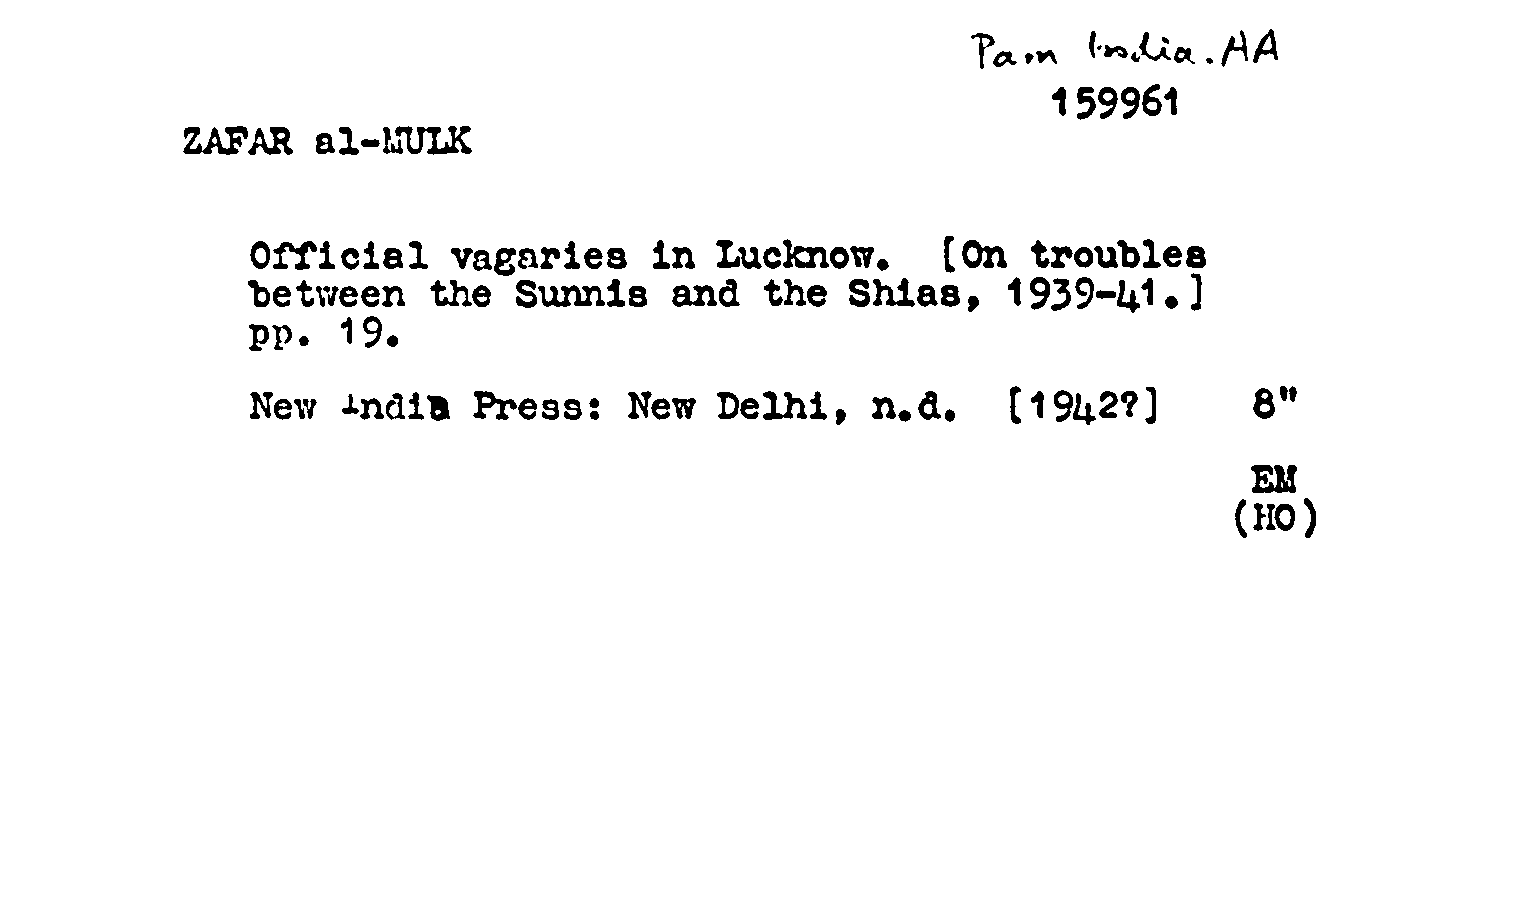 Pam India. AA
159961
ZAFAR al-MULK
Official vagaries in Lucknow. [On troubles
between the Sunnis and the Shias, 1939-41.]
pp. 19.
New India Press: New Delhi, n.d. [1942?] 8"
EM
(HO)